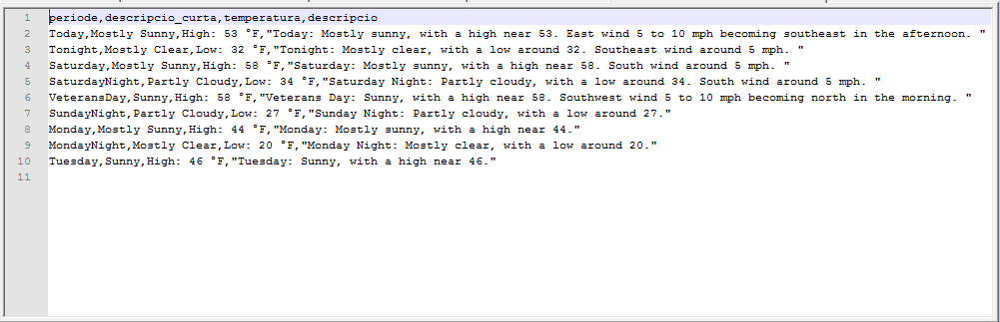 1 periode,descripcio_curta,temperatura,descripcio
2 Today,Mostly Sunny,High: 53 °F,"Today: Mostly sunny, with a high near 53. East wind 5 to 10 mph becoming southeast in the afternoon. "
3 Tonight,Mostly Clear,Low: 32 °F,"Tonight: Mostly clear, with a low around 32. Southeast wind around 5 mph. "
4 Saturday,Mostly Sunny,High: 58 °F,"Saturday: Mostly sunny, with a high near 58. South wind around 5 mph. "
5 SaturdayNight,Partly Cloudy,Low: 34 °F,"Saturday Night: Partly cloudy, with a low around 34. South wind around 5 mph. "
6 VeteransDay,Sunny,High: 58 °F,"Veterans Day: Sunny, with a high near 58. Southwest wind 5 to 10 mph becoming north in the morning. "
7 SundayNight,Partly Cloudy,Low: 27 °F,"Sunday Night: Partly cloudy, with a low around 27."
8 Monday,Mostly Sunny,High: 44 °F,"Monday: Mostly sunny, with a high near 44."
9 MondayNight,Mostly Clear,Low: 20 °F,"Monday Night: Mostly clear, with a low around 20."
10 Tuesday,Sunny,High: 46 °F,"Tuesday: Sunny, with a high near 46."
11